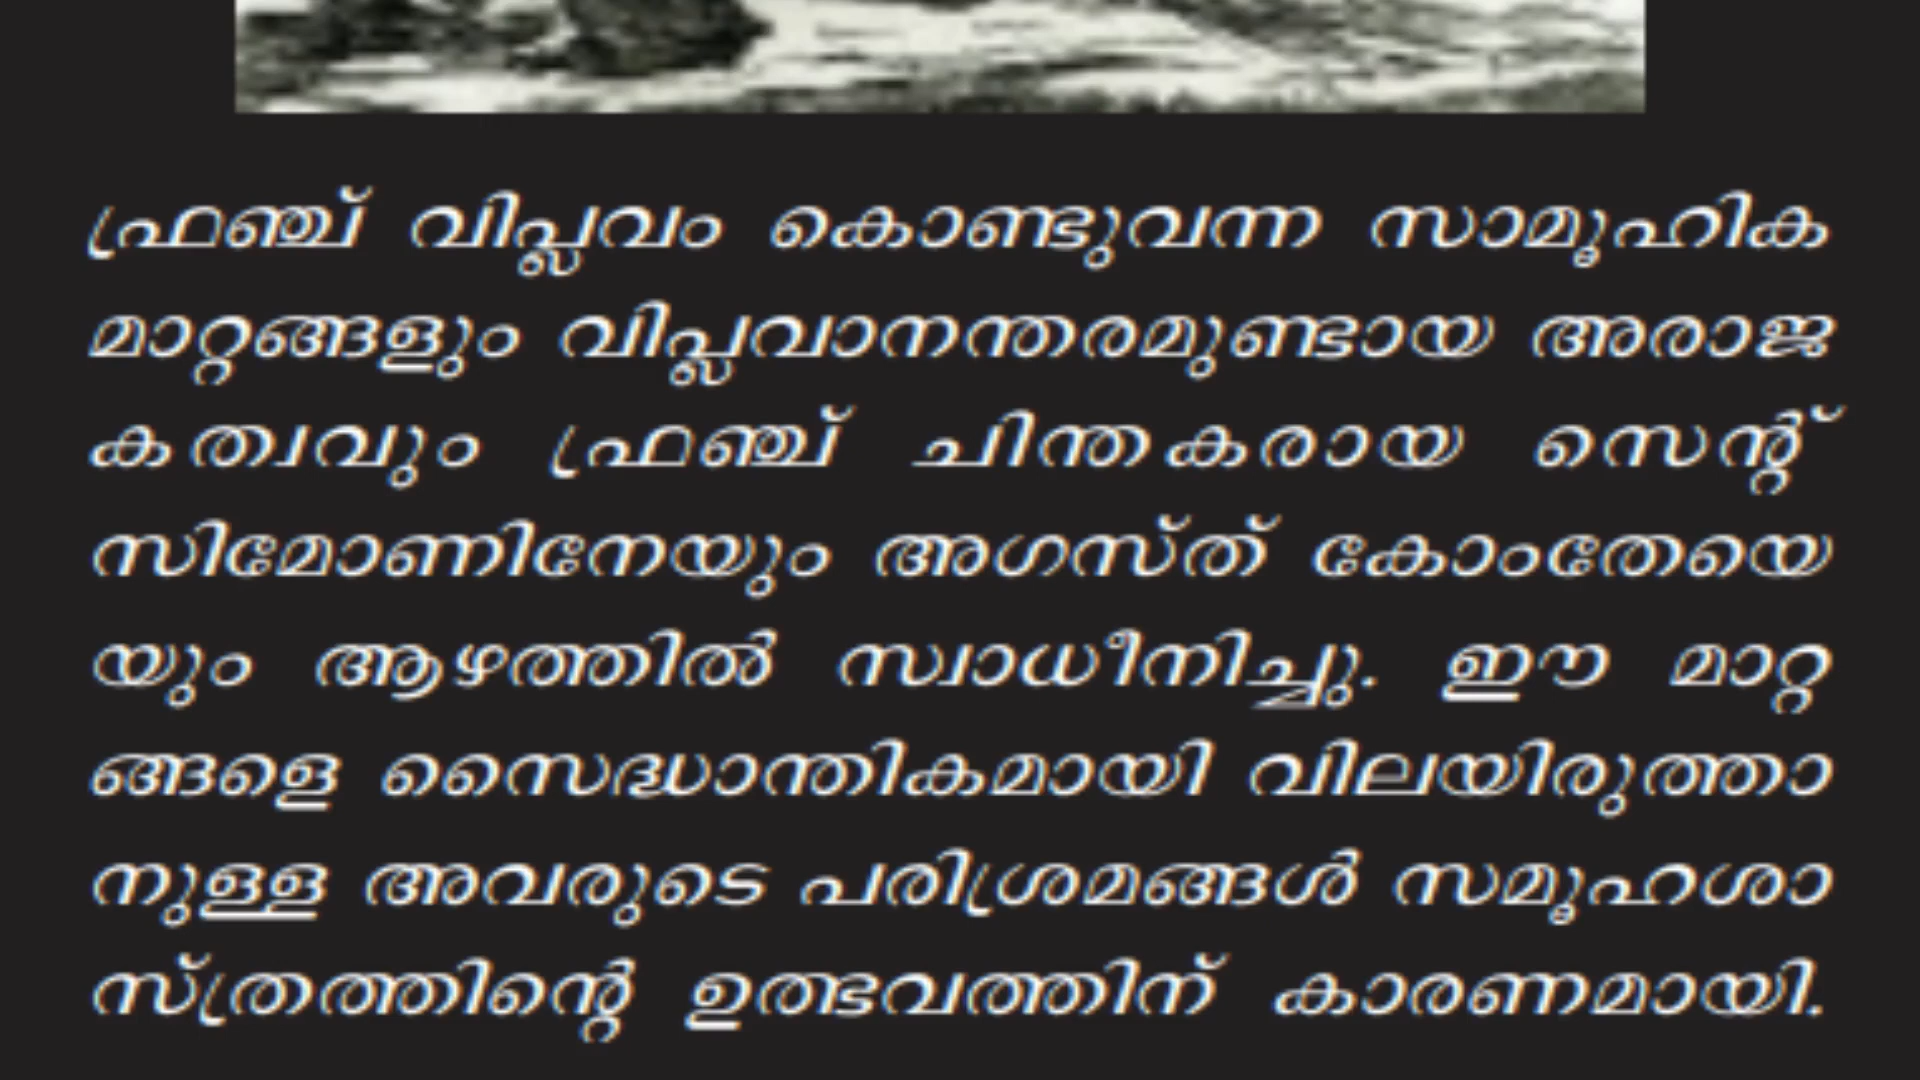 ഫ്രഞ്ച് വിപ്ലവം കൊണ്ടുവന്ന സാമൂഹിക
മാറ്റങ്ങളും വിപ്ലവാനന്തരമുണ്ടായ അരാജ
കത്വവും ഫ്രഞ്ച് ചിന്തകരായ സെന്റ്
സിമോണിനേയും അഗസ്ത് കോംതേയെ
യും ആഴത്തിൽ സ്വാധീനിച്ചു. ഈ മാറ്റ
ങ്ങളെ സൈദ്ധാന്തികമായി വിലയിരുത്താ
നുള്ള അവരുടെ പരിശ്രമങ്ങൾ സമൂഹശാ
സ്ത്രത്തിന്റെ ഉത്ഭവത്തിന് കാരണമായി.